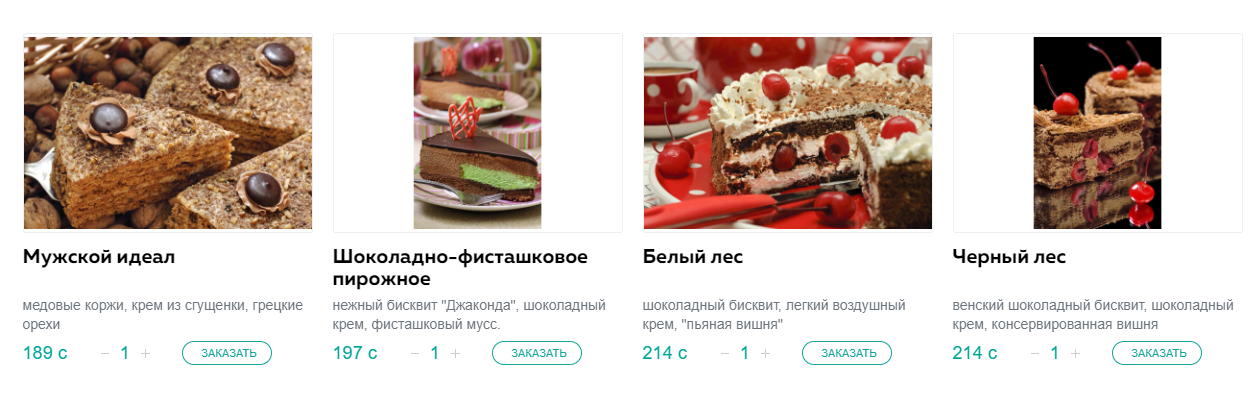 Мужской идеал
медовые коржи, крем из сгущенки, грецкие
орехи
189 с
− 1 +
ЗАКАЗАТЬ
Шоколадно-фисташковое
пирожное
нежный бисквит "Джаконда", шоколадный
крем, фисташковый мусс.
197 с
− 1 +
ЗАКАЗАТЬ
Белый лес
шоколадный бисквит, легкий воздушный
крем, "пьяная вишня"
214 с
− 1 +
ЗАКАЗАТЬ
Черный лес
венский шоколадный бисквит, шоколадный
крем, консервированная вишня
214 с
− 1 +
ЗАКАЗАТЬ